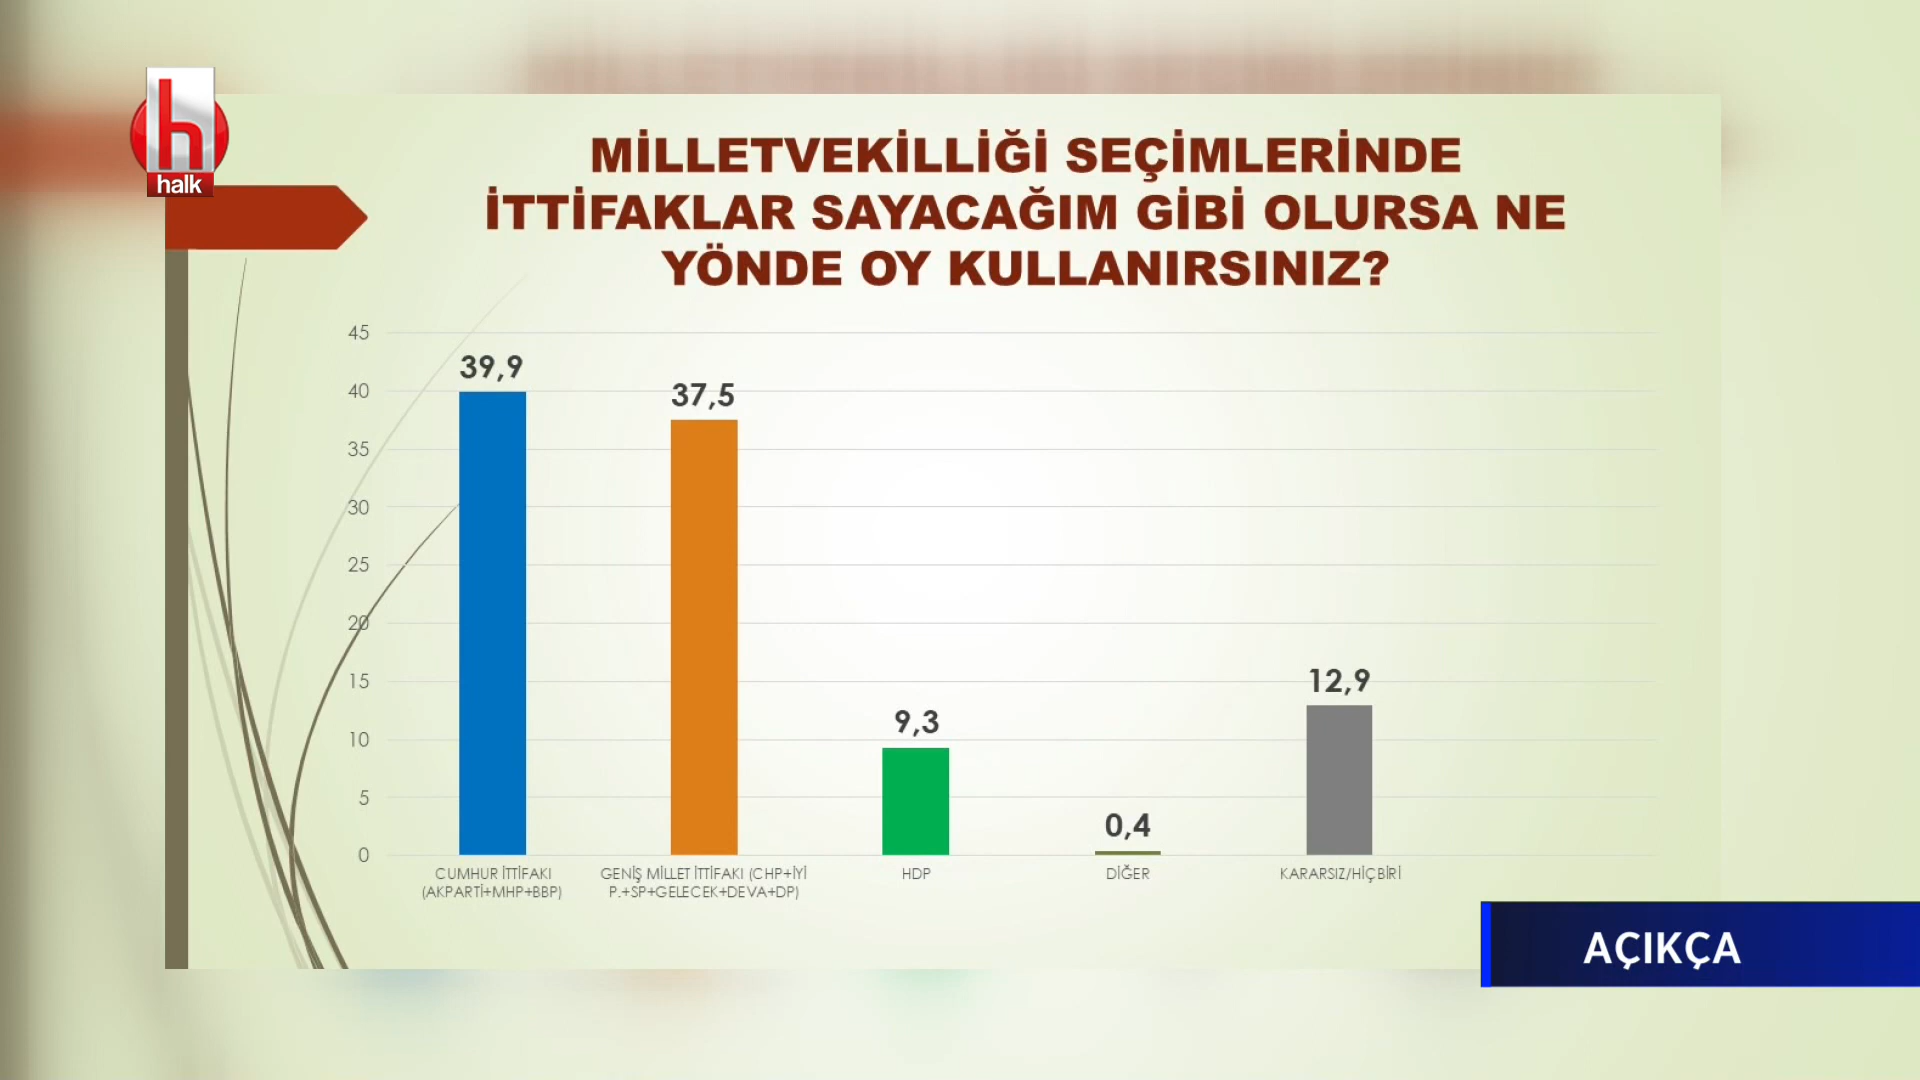 h
halk
MİLLETVEKİLLİĞİ SEÇİMLERİNDE
İTTİFAKLAR SAYACAĞIM GİBİ OLURSA NE
YÖNDE OY KULLANIRSINIZ?
45
40
35
30
25
20
15
10
5
0
39,9
37,5
9,3
0,4
12,9
CUMHUR İTTİFAKI
(AKPARTİ+MHP+BBP)
GENİŞ MİLLET İTTİFAKI (CHP+İYİ
P.+SP+GELECEK+DEVA+DP)
HDP
DİĞER
KARARSIZ/HİÇBİRİ
AÇIKÇA